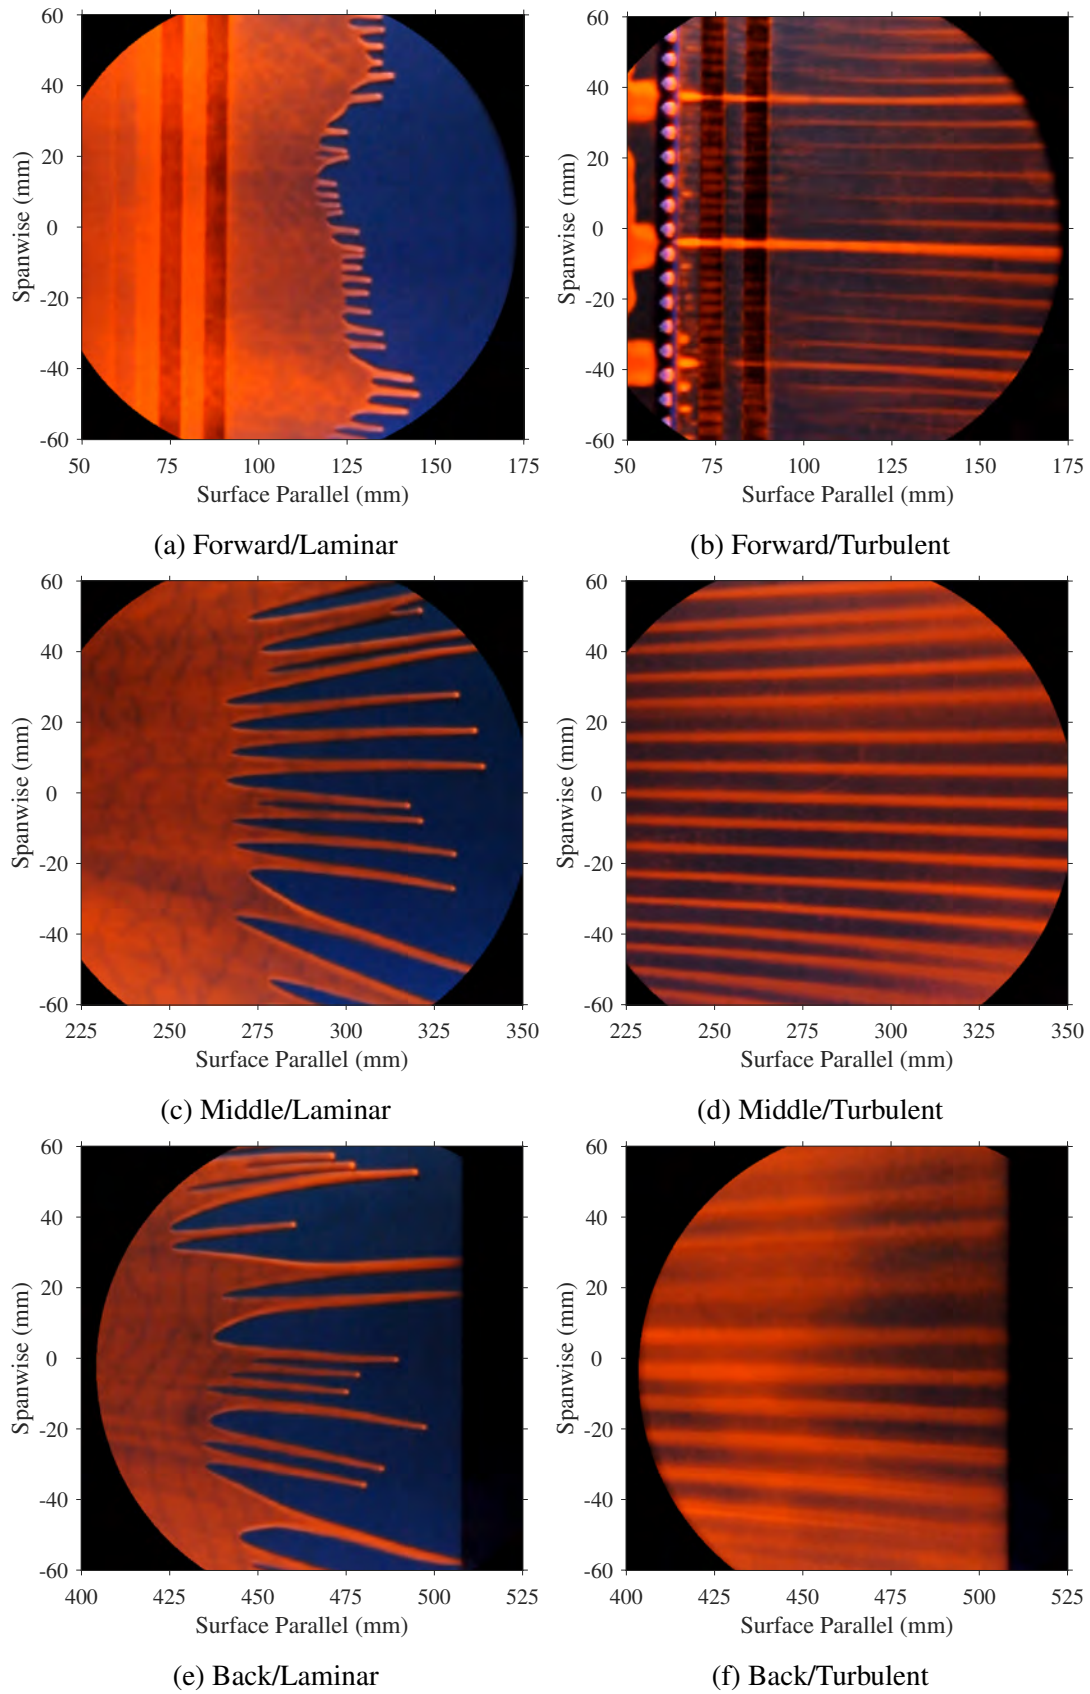 60
40
20
0
-20
-40
-60
Spanwise (mm)
50 75 100 125 150 175
Surface Parallel (mm)
(a) Forward/Laminar
60
40
20
0
-20
-40
-60
Spanwise (mm)
50 75 100 125 150 175
Surface Parallel (mm)
(b) Forward/Turbulent
60
40
20
0
-20
-40
-60
Spanwise (mm)
225 250 275 300 325 350
Surface Parallel (mm)
(c) Middle/Laminar
60
40
20
0
-20
-40
-60
Spanwise (mm)
225 250 275 300 325 350
Surface Parallel (mm)
(d) Middle/Turbulent
60
40
20
0
-20
-40
-60
Spanwise (mm)
400 425 450 475 500 525
Surface Parallel (mm)
(e) Back/Laminar
60
40
20
0
-20
-40
-60
Spanwise (mm)
400 425 450 475 500 525
Surface Parallel (mm)
(f) Back/Turbulent